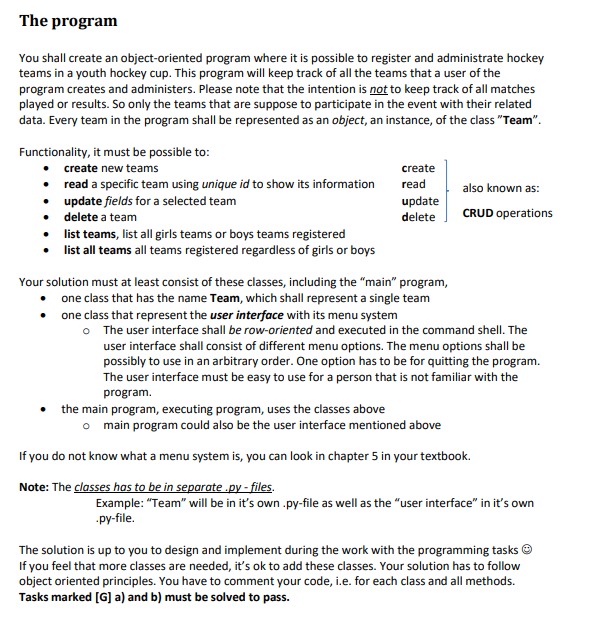 The program
You shall create an object-oriented program where it is possible to register and administrate hockey
teams in a youth hockey cup. This program will keep track of all the teams that a user of the
program creates and administers. Please note that the intention is not to keep track of all matches
played or results. So only the teams that are suppose to participate in the event with their related
data. Every team in the program shall be represented as an object, an instance, of the class "Team".
Functionality, it must be possible to:
• create new teams create
• read a specific team using unique id to show its information read also known as:
• update fields for a selected team update
• delete a team delete CRUD operations
• list teams, list all girls teams or boys teams registered
• list all teams all teams registered regardless of girls or boys
Your solution must at least consist of these classes, including the "main" program,
• one class that has the name Team, which shall represent a single team
• one class that represent the user interface with its menu system
o The user interface shall be row-oriented and executed in the command shell. The
user interface shall consist of different menu options. The menu options shall be
possibly to use in an arbitrary order. One option has to be for quitting the program.
The user interface must be easy to use for a person that is not familiar with the
program.
• the main program, executing program, uses the classes above
o main program could also be the user interface mentioned above
If you do not know what a menu system is, you can look in chapter 5 in your textbook.
Note: The classes has to be in separate .py - files.
Example: "Team" will be in it's own .py-file as well as the "user interface" in it's own
.py-file.
The solution is up to you to design and implement during the work with the programming tasks ☺
If you feel that more classes are needed, it's ok to add these classes. Your solution has to follow
object oriented principles. You have to comment your code, i.e. for each class and all methods.
Tasks marked [G] a) and b) must be solved to pass.